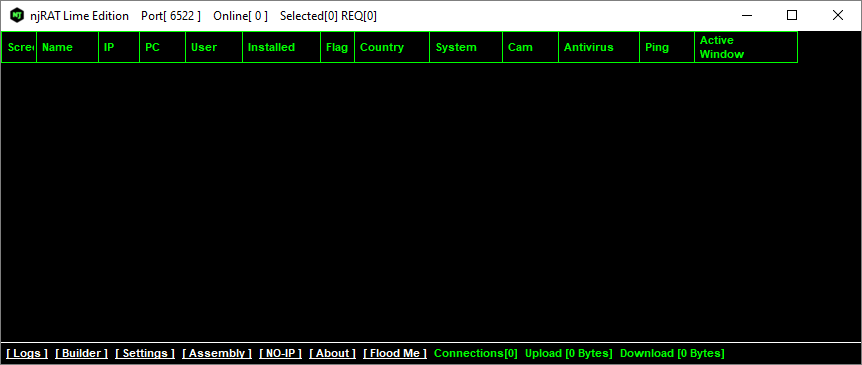 NJ njRAT Lime Edition Port[ 6522 ] Online[ 0 ] Selected[0] REQ[0]
Scree Name IP PC User Installed Flag Country System Cam Antivirus Ping Active
Window
[ Logs ] [ Builder ] [ Settings ] [ Assembly ] [ NO-IP ] [ About ] [ Flood Me ] Connections[0] Upload [0 Bytes] Download [0 Bytes]